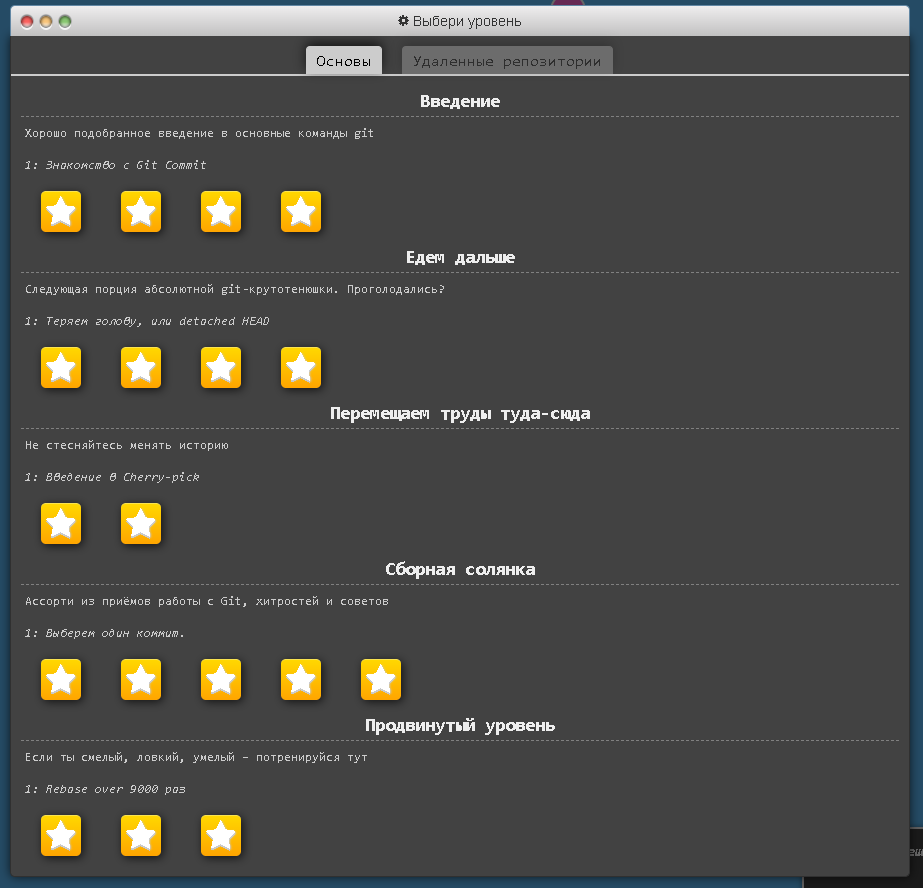 Выбери уровень
Основы
Удаленные репозитории
Введение
Хорошо подобранное введение в основные команды git
1: Знакомство с Git Commit
Едем дальше
Следующая порция абсолютной git-крутотенюшки. Проголодались?
1: Теряем голову, или detached HEAD
Перемещаем труды туда-сюда
Не стесняйтесь менять историю
1: Введение в Cherry-pick
Сборная солянка
Ассорти из приёмов работы с Git, хитростей и советов
1: Выберем один коммит.
Продвинутый уровень
Если ты смелый, ловкий, умелый – потренируйся тут
1: Rebase over 9000 раз